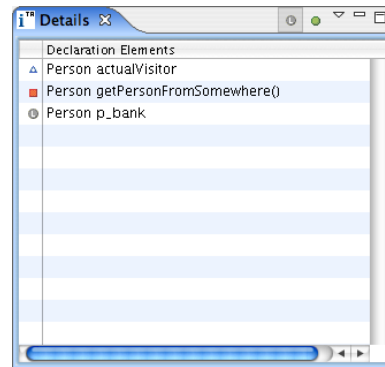 Details
Declaration Elements
Person actualVisitor
Person getPersonFromSomewhere()
Person p_bank